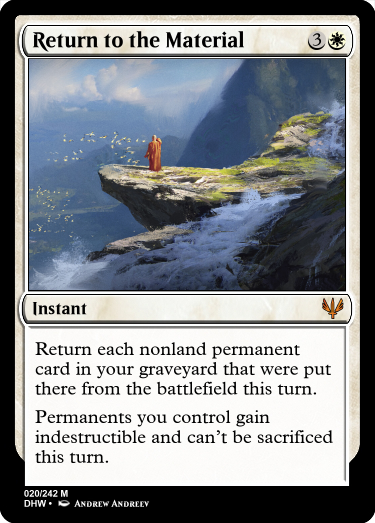 Return to the Material 3
Instant
Return each nonland permanent
card in your graveyard that were put
there from the battlefield this turn.
Permanents you control gain
indestructible and can't be sacrificed
this turn.
020/242 M
DHW • Andrew Andreev